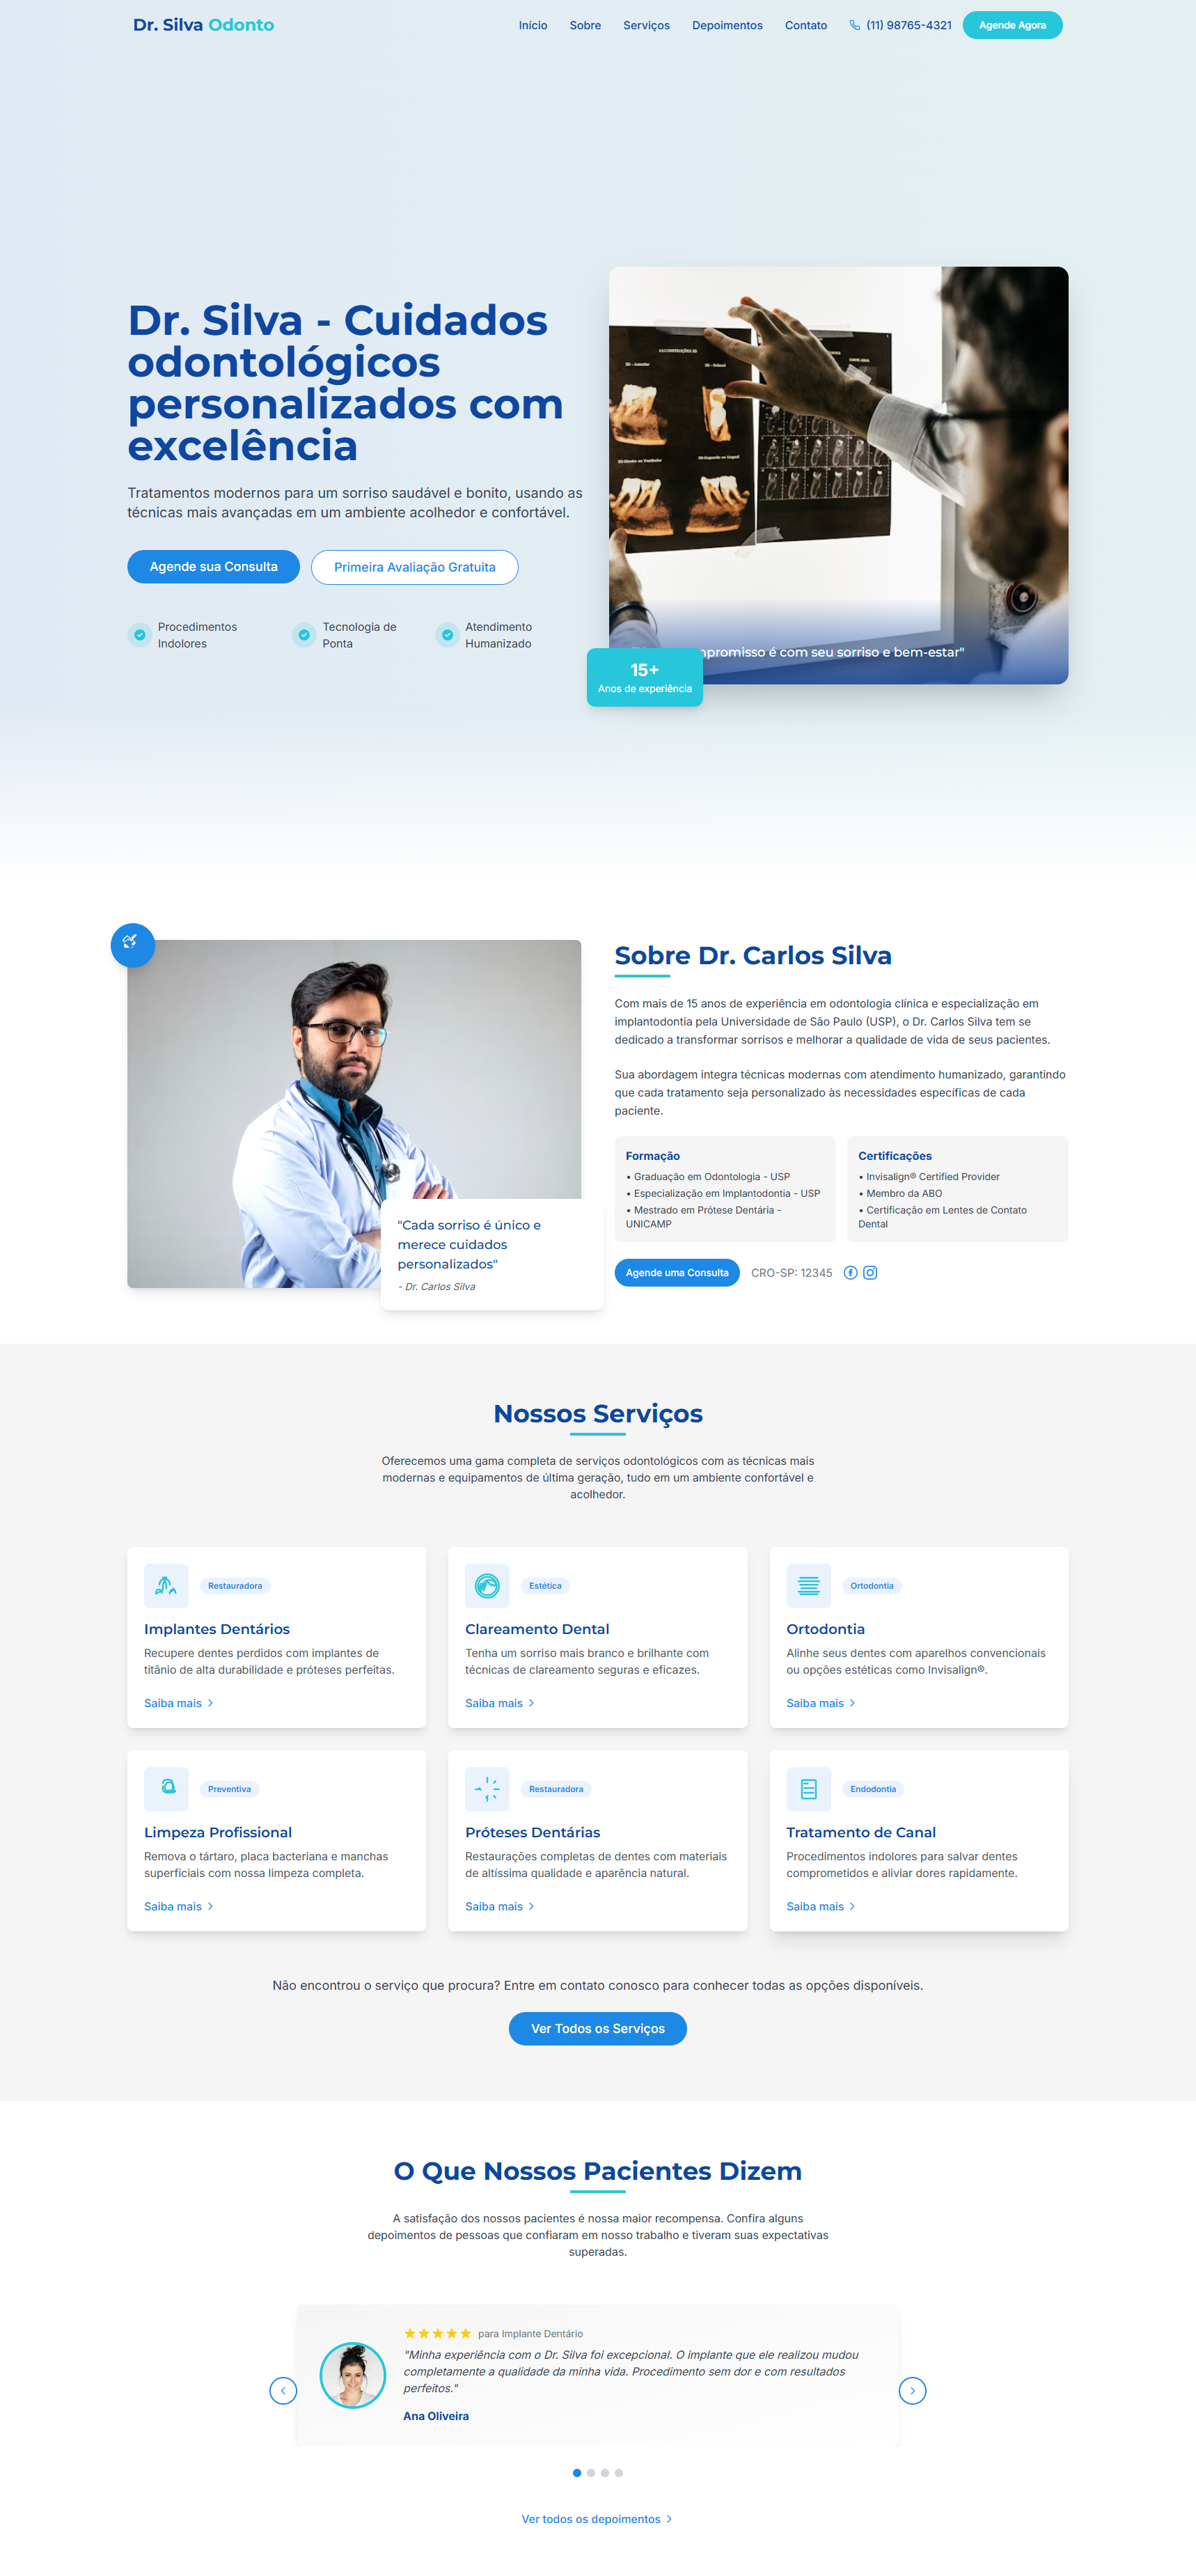 Dr. Silva Odonto
Início
Sobre
Serviços
Depoimentos
Contato
(11) 98765-4321
Agende Agora
Dr. Silva - Cuidados
odontológicos
personalizados com
excelência
Tratamentos modernos para um sorriso saudável e bonito, usando as
técnicas mais avançadas em um ambiente acolhedor e confortável.
Agende sua Consulta
Primeira Avaliação Gratuita
Procedimentos
Indolores
Tecnologia de
Ponta
Atendimento
Humanizado
é com seu sorriso e bem-estar"
15+
Anos de experiência
Sobre Dr. Carlos Silva
Com mais de 15 anos de experiência em odontologia clínica e especialização em
implantodontia pela Universidade de São Paulo (USP), o Dr. Carlos Silva tem se
dedicado a transformar sorrisos e melhorar a qualidade de vida de seus pacientes.
Sua abordagem integra técnicas modernas com atendimento humanizado, garantindo
que cada tratamento seja personalizado às necessidades específicas de cada
paciente.
Formação
• Graduação em Odontologia - USP
• Especialização em Implantodontia - USP
• Mestrado em Prótese Dentária -
UNICAMP
Certificações
• Invisalign® Certified Provider
• Membro da ABO
• Certificação em Lentes de Contato
Dental
"Cada sorriso é único e
merece cuidados
personalizados"
- Dr. Carlos Silva
Agende uma Consulta
CRO-SP: 12345
Nossos Serviços
Oferecemos uma gama completa de serviços odontológicos com as técnicas mais
modernas e equipamentos de última geração, tudo em um ambiente confortável e
acolhedor.
Restauradora
Implantes Dentários
Recupere dentes perdidos com implantes de
titânio de alta durabilidade e próteses perfeitas.
Saiba mais
Estética
Clareamento Dental
Tenha um sorriso mais branco e brilhante com
técnicas de clareamento seguras e eficazes.
Saiba mais
Ortodontia
Ortodontia
Alinhe seus dentes com aparelhos convencionais
ou opções estéticas como Invisalign®.
Saiba mais
Preventiva
Limpeza Profissional
Remova o tártaro, placa bacteriana e manchas
superficiais com nossa limpeza completa.
Saiba mais
Restauradora
Próteses Dentárias
Restaurações completas de dentes com materiais
de altíssima qualidade e aparência natural.
Saiba mais
Endodontia
Tratamento de Canal
Procedimentos indolores para salvar dentes
comprometidos e aliviar dores rapidamente.
Saiba mais
Não encontrou o serviço que procura? Entre em contato conosco para conhecer todas as opções disponíveis.
Ver Todos os Serviços
O Que Nossos Pacientes Dizem
A satisfação dos nossos pacientes é nossa maior recompensa. Confira alguns
depoimentos de pessoas que confiaram em nosso trabalho e tiveram suas expectativas
superadas.
para Implante Dentário
"Minha experiência com o Dr. Silva foi excepcional. O implante que ele realizou mudou
completamente a qualidade da minha vida. Procedimento sem dor e com resultados
perfeitos."
Ana Oliveira
Ver todos os depoimentos